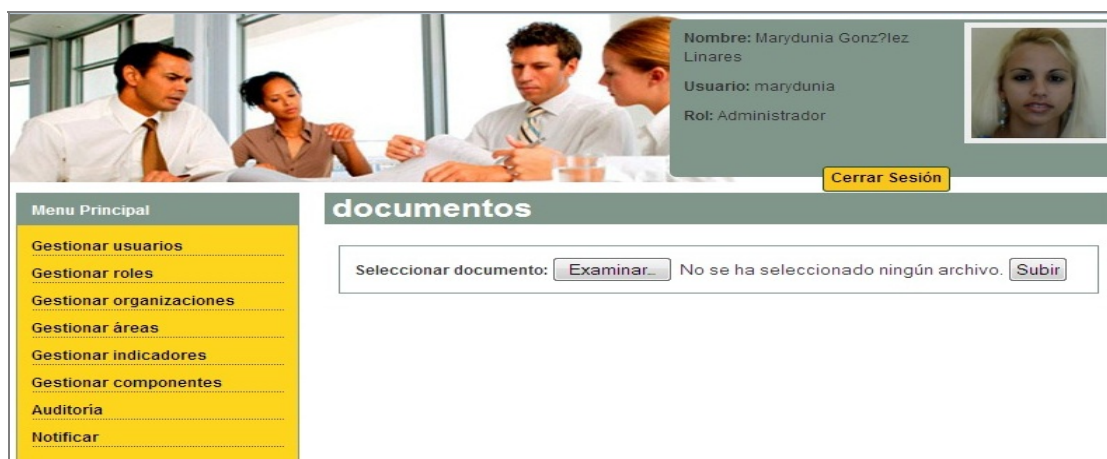 Nombre: Marydunia Gonz?lez
Linares
Usuario: marydunia
Rol: Administrador
Cerrar Sesión
Menu Principal
Gestionar usuarios
Gestionar roles
Gestionar organizaciones
Gestionar áreas
Gestionar indicadores
Gestionar componentes
Auditoría
Notificar
documentos
Seleccionar documento: Examinar... No se ha seleccionado ningún archivo. Subir